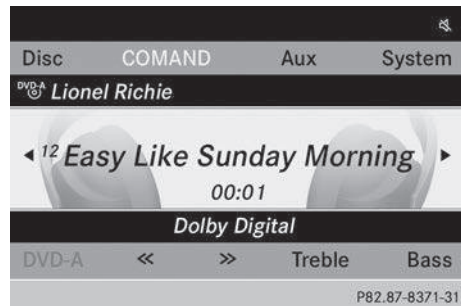 Disc COMAND Aux System
DVD-A Lionel Richie
12 Easy Like Sunday Morning
00:01
Dolby Digital
DVD-A << >> Treble Bass
P82.87-8371-31